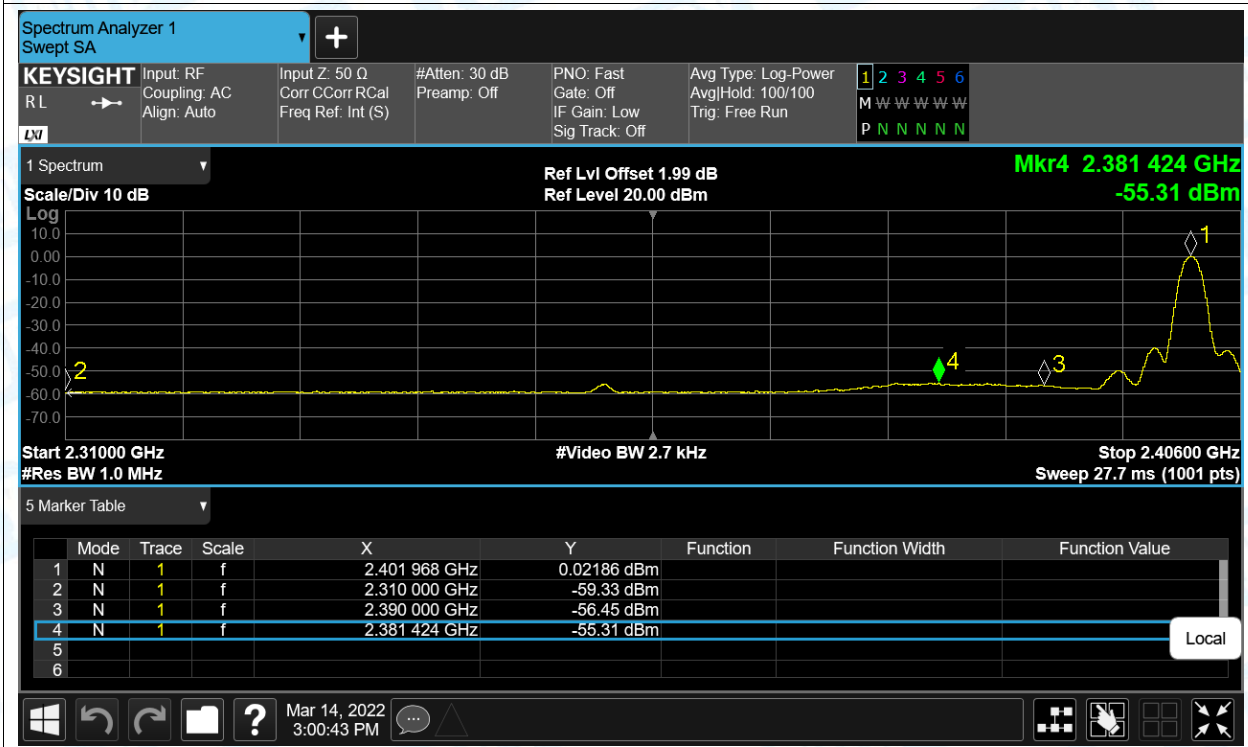 Spectrum Analyzer 1
Swept SA
KEYSIGHT
RL
LXI
Input: RF
Coupling: AC
Align: Auto
Input Z: 50 Ω
Corr CCorr RCal
Freq Ref: Int (S)
#Atten: 30 dB
Preamp: Off
PNO: Fast
Gate: Off
IF Gain: Low
Sig Track: Off
Avg Type: Log-Power
Avg|Hold: 100/100
Trig: Free Run
1 2 3 4 5 6
M W W W W W
P N N N N N
1 Spectrum
Scale/Div 10 dB
Ref Lvl Offset 1.99 dB
Ref Level 20.00 dBm
Mkr4 2.381 424 GHz
-55.31 dBm
Log
10.0
0.00
-10.0
-20.0
-30.0
-40.0
-50.0
-60.0
-70.0
1
2
4
3
Start 2.31000 GHz
#Video BW 2.7 kHz
Stop 2.40600 GHz
#Res BW 1.0 MHz
Sweep 27.7 ms (1001 pts)
5 Marker Table
Mode Trace Scale X Y Function Function Width Function Value
1 N 1 f 2.401 968 GHz 0.02186 dBm
2 N 1 f 2.310 000 GHz -59.33 dBm
3 N 1 f 2.390 000 GHz -56.45 dBm
4 N 1 f 2.381 424 GHz -55.31 dBm
5
6
Local
?
Mar 14, 2022
3:00:43 PM